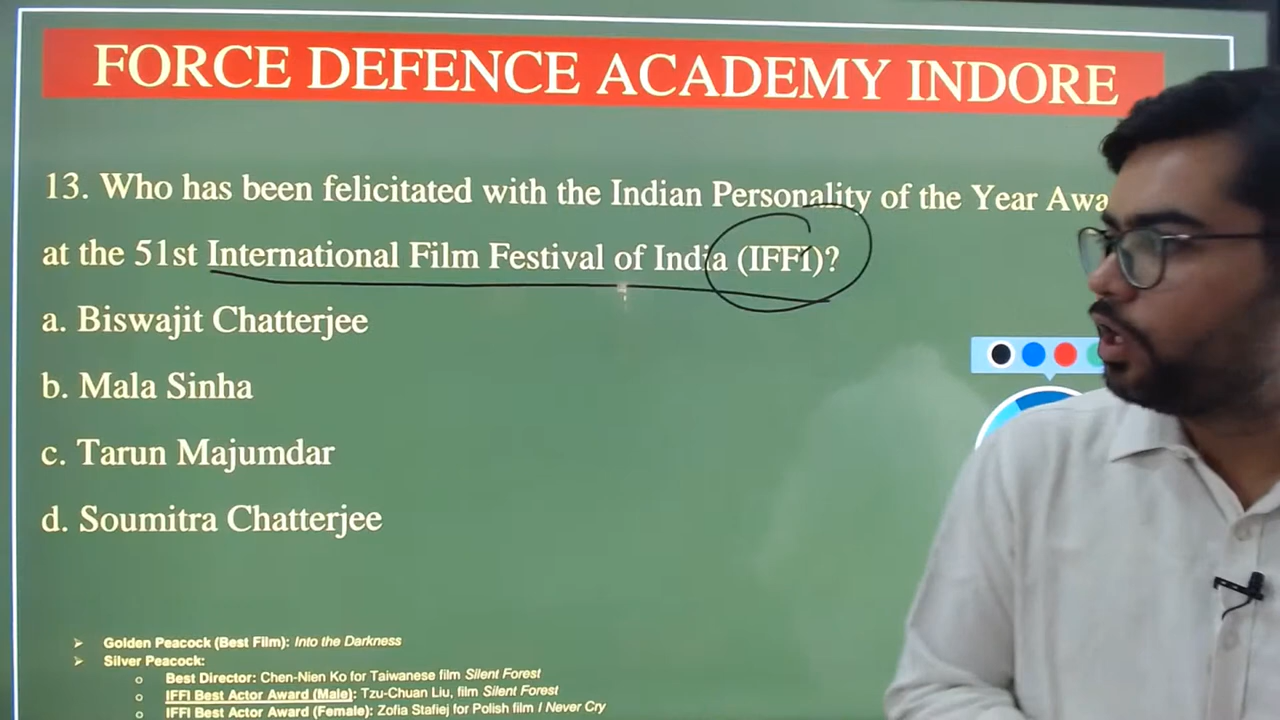 FORCE DEFENCE ACADEMY INDORE
13. Who has been felicitated with the Indian Personality of the Year Awa
at the 51st International Film Festival of India (IFFI)?
a. Biswajit Chatterjee
b. Mala Sinha
c. Tarun Majumdar
d. Soumitra Chatterjee
Golden Peacock (Best Film): Into the Darkness
Silver Peacock:
Best Director: Chen-Nien Ko for Taiwanese film Silent Forest
IFFI Best Actor Award (Male): Tzu-Chuan Liu, film Silent Forest
IFFI Best Actor Award (Female): Zofia Stafiej for Polish film I Never Cry